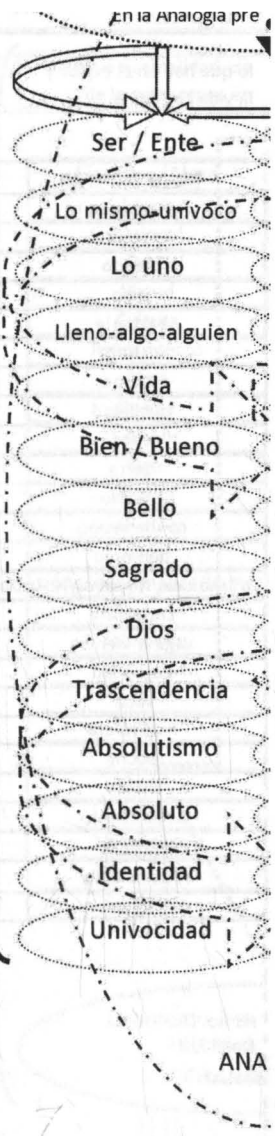 En la Analogía pre
Ser / Ente
Lo mismo-unívoco
Lo uno
Lleno-algo-alguien
Vida
Bien / Bueno
Bello
Sagrado
Dios
Trascendencia
Absolutismo
Absoluto
Identidad
Univocidad
ANA